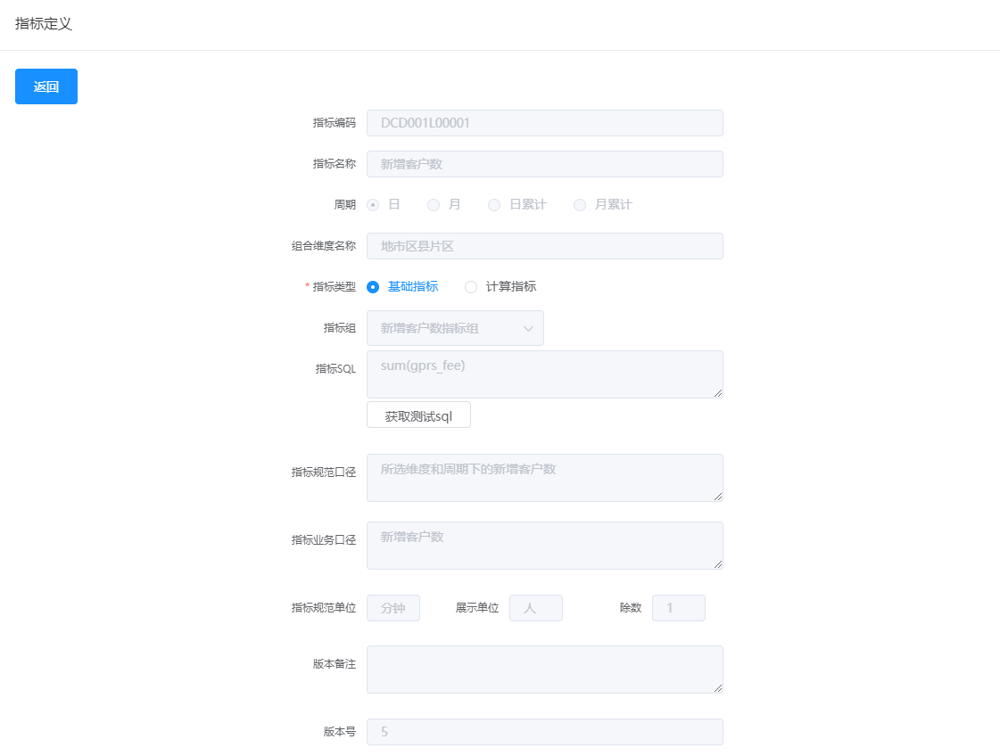 指标定义
返回
指标编码 DCD001L00001
指标名称 新增客户数
周期 日 月 日累计 月累计
组合维度名称 地市区县片区
* 指标类型 基础指标 计算指标
指标组 新增客户数指标组
指标SQL sum(gprs_fee)
获取测试sql
指标规范口径 所选维度和周期下的新增客户数
指标业务口径 新增客户数
指标规范单位 分钟 展示单位 人 除数 1
版本备注
版本号 5